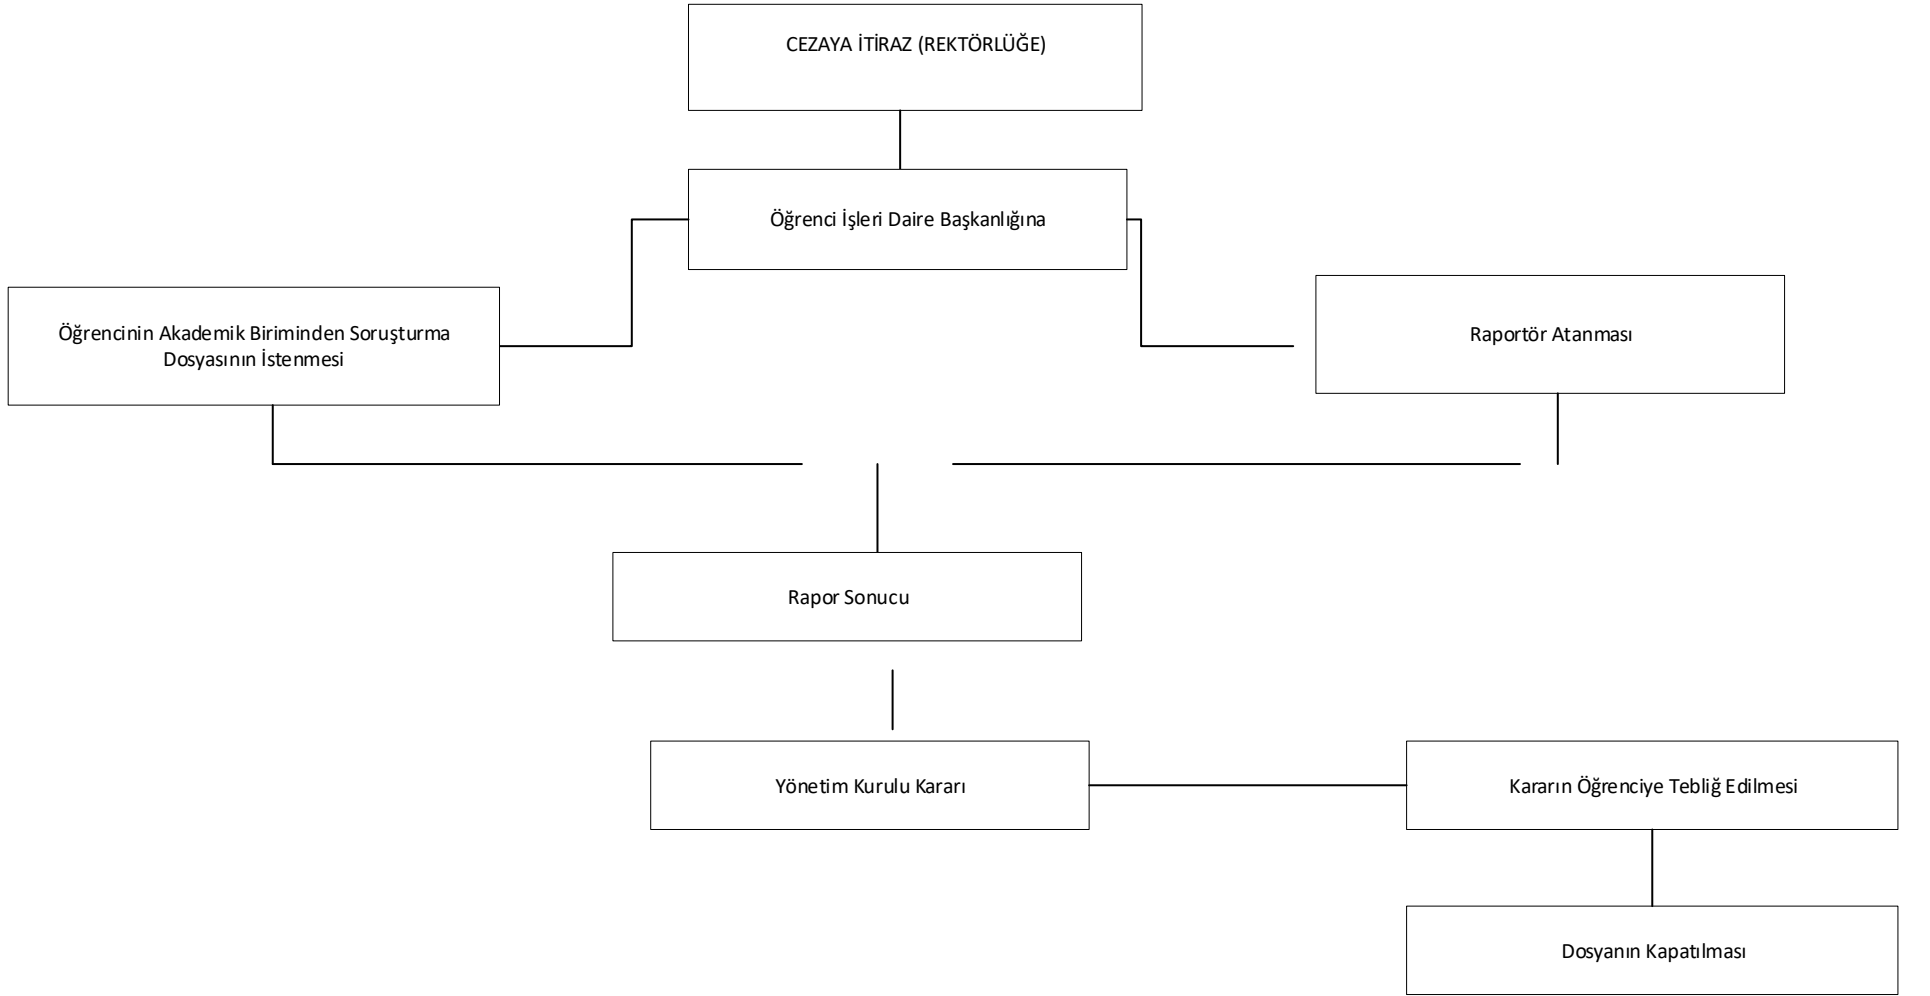 CEZAYA İTİRAZ (REKTÖRLÜĞE)
Öğrenci İşleri Daire Başkanlığına
Öğrencinin Akademik Biriminden Soruşturma
Dosyasının İstenmesi
Raportör Atanması
Rapor Sonucu
Yönetim Kurulu Kararı
Kararın Öğrenciye Tebliğ Edilmesi
Dosyanın Kapatılması